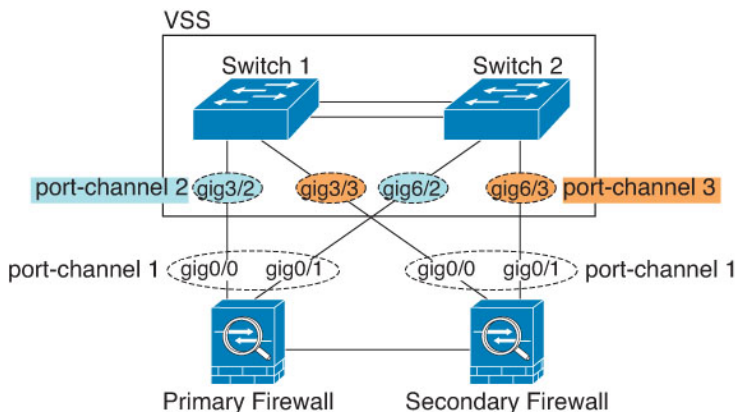 VSS
Switch 1
Switch 2
port-channel 2 gig3/2 gig3/3 gig6/2 gig6/3 port-channel 3
port-channel 1 gig0/0 gig0/1 gig0/0 gig0/1 port-channel 1
Primary Firewall
Secondary Firewall